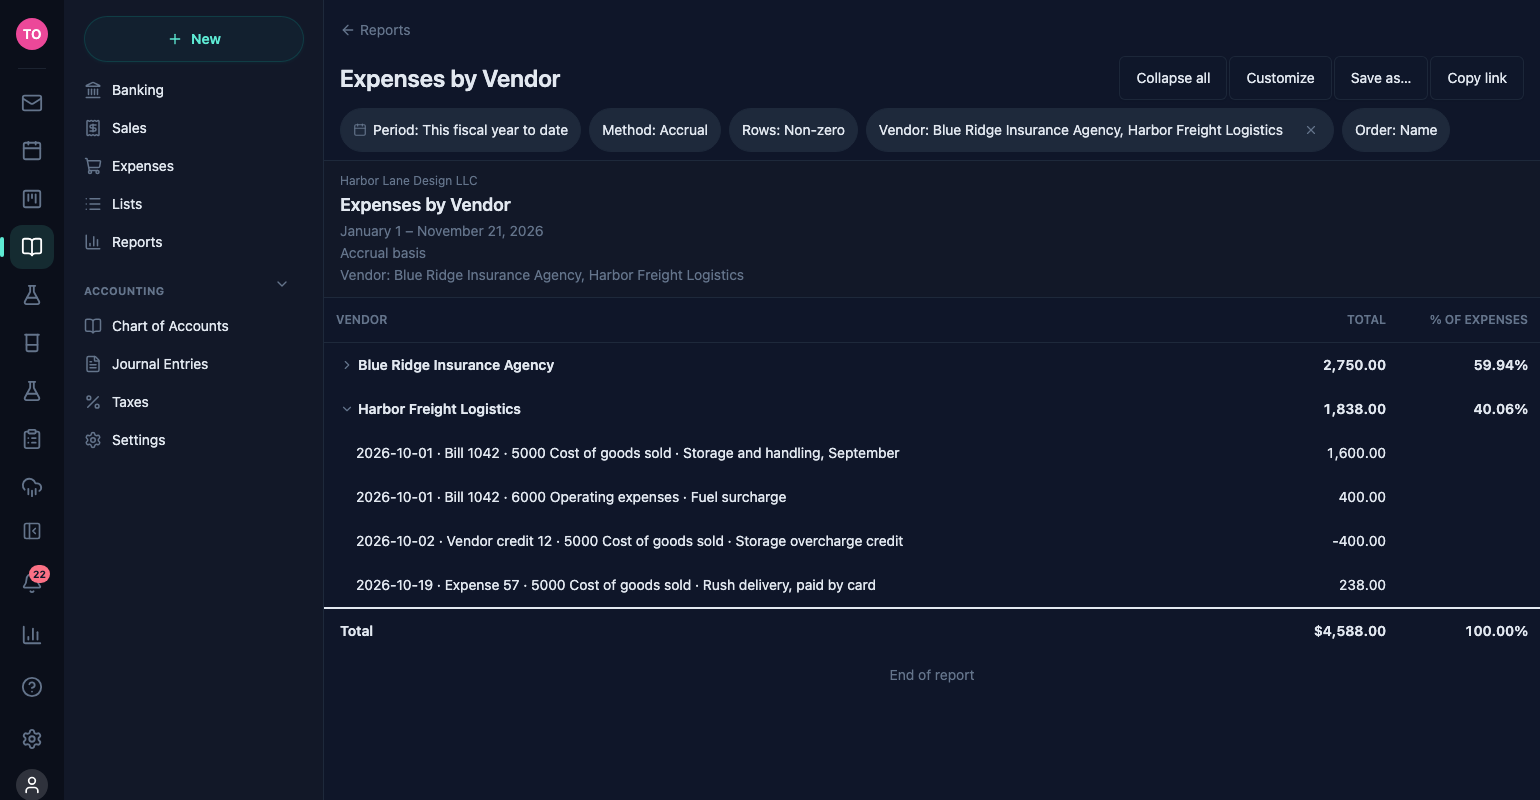 TO
+ New
Banking
Sales
Expenses
Lists
Reports
ACCOUNTING
Chart of Accounts
Journal Entries
Taxes
Settings
22
← Reports
Expenses by Vendor
Collapse all
Customize
Save as...
Copy link
Period: This fiscal year to date
Method: Accrual
Rows: Non-zero
Vendor: Blue Ridge Insurance Agency, Harbor Freight Logistics ×
Order: Name
Harbor Lane Design LLC
Expenses by Vendor
January 1 – November 21, 2026
Accrual basis
Vendor: Blue Ridge Insurance Agency, Harbor Freight Logistics
VENDOR TOTAL % OF EXPENSES
Blue Ridge Insurance Agency 2,750.00 59.94%
Harbor Freight Logistics 1,838.00 40.06%
2026-10-01 · Bill 1042 · 5000 Cost of goods sold · Storage and handling, September 1,600.00
2026-10-01 · Bill 1042 · 6000 Operating expenses · Fuel surcharge 400.00
2026-10-02 · Vendor credit 12 · 5000 Cost of goods sold · Storage overcharge credit -400.00
2026-10-19 · Expense 57 · 5000 Cost of goods sold · Rush delivery, paid by card 238.00
Total $4,588.00 100.00%
End of report